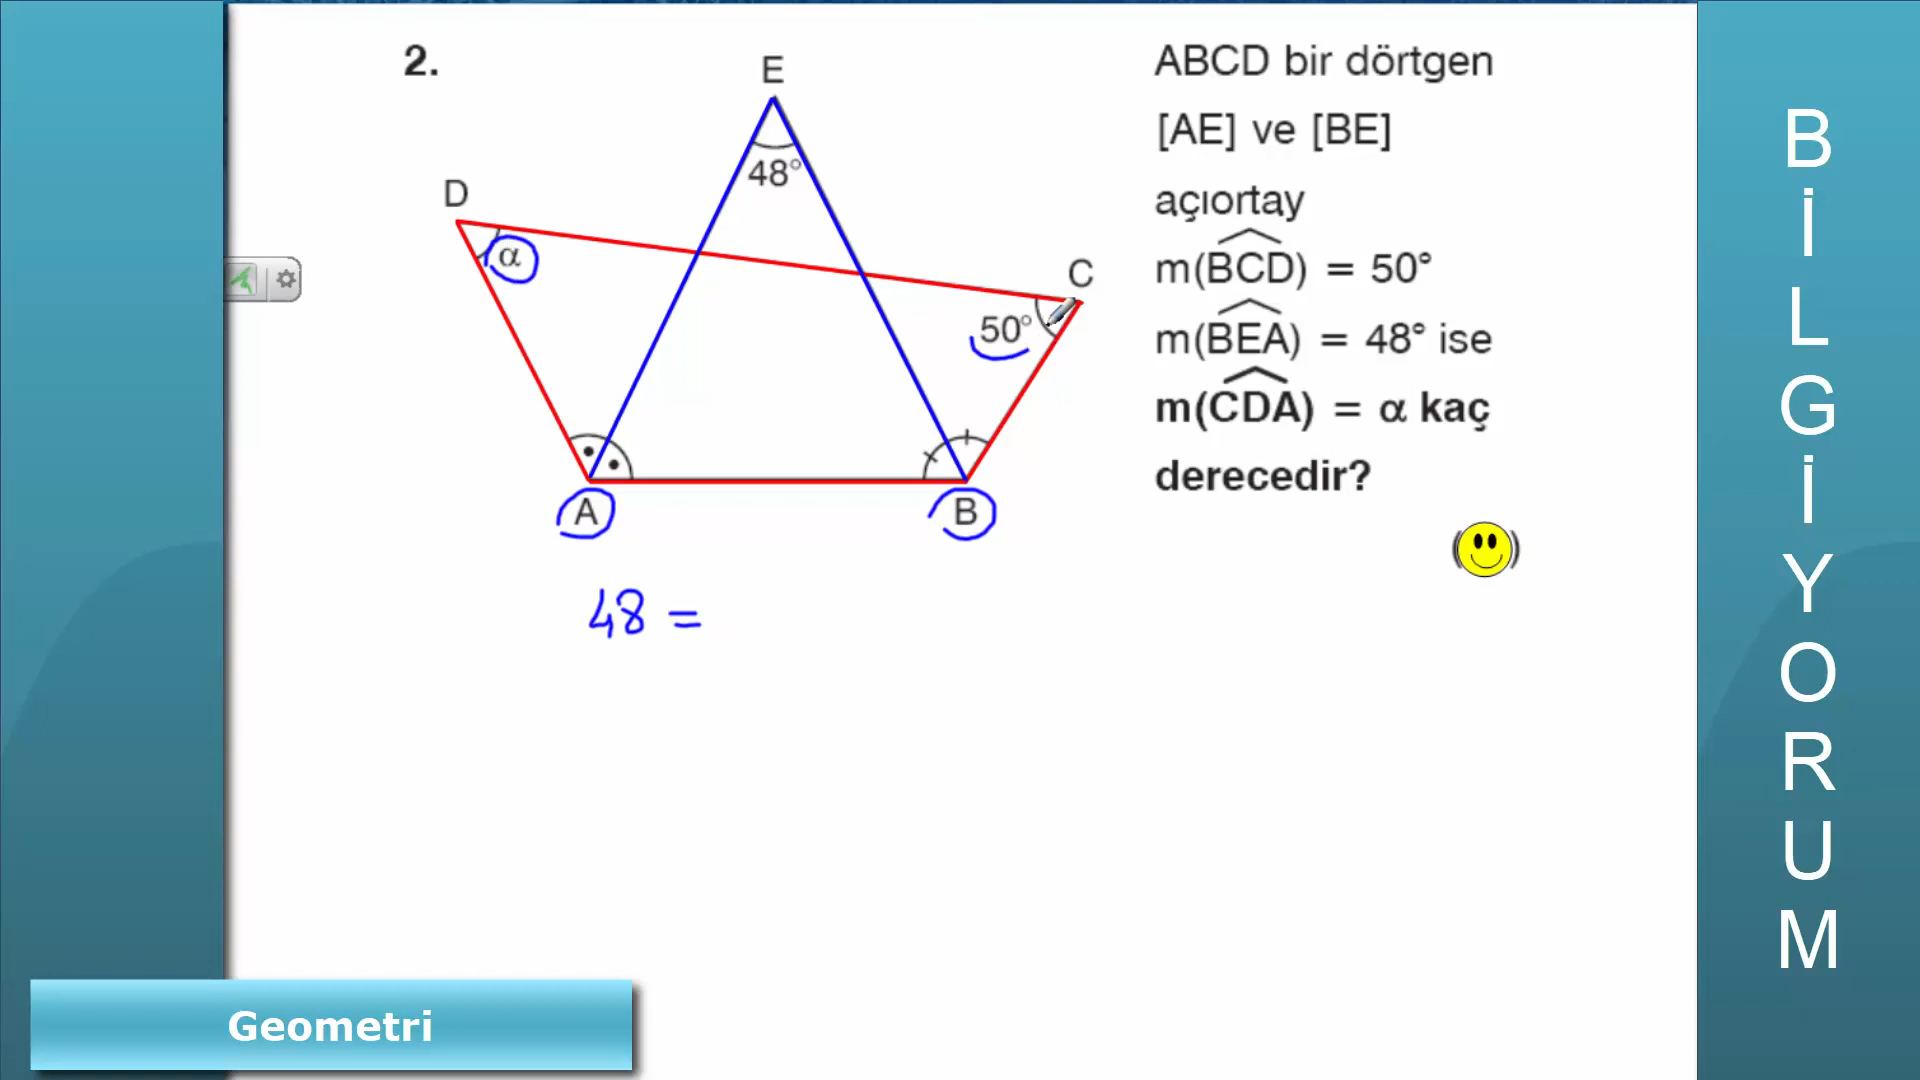 2.
E
48°
D
α
C
50°
A
B
48 =
ABCD bir dörtgen
[AE] ve [BE]
açıortay
m(BCD) = 50°
m(BEA) = 48° ise
m(CDA) = α kaç
derecedir?
( )
BİLGİYORUM
Geometri